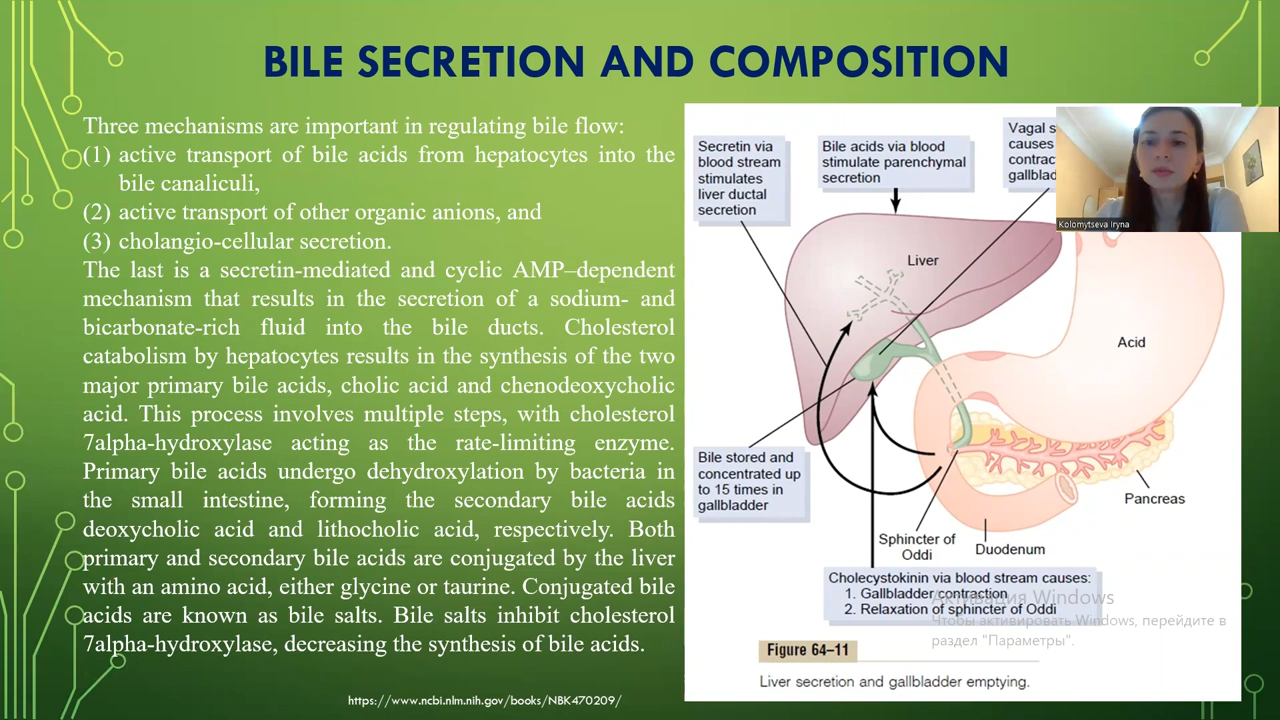 BILE SECRETION AND COMPOSITION
Three mechanisms are important in regulating bile flow:
(1) active transport of bile acids from hepatocytes into the
bile canaliculi,
(2) active transport of other organic anions, and
(3) cholangio-cellular secretion.
The last is a secretin-mediated and cyclic AMP–dependent
mechanism that results in the secretion of a sodium- and
bicarbonate-rich fluid into the bile ducts. Cholesterol
catabolism by hepatocytes results in the synthesis of the two
major primary bile acids, cholic acid and chenodeoxycholic
acid. This process involves multiple steps, with cholesterol
7alpha-hydroxylase acting as the rate-limiting enzyme.
Primary bile acids undergo dehydroxylation by bacteria in
the small intestine, forming the secondary bile acids
deoxycholic acid and lithocholic acid, respectively. Both
primary and secondary bile acids are conjugated by the liver
with an amino acid, either glycine or taurine. Conjugated bile
acids are known as bile salts. Bile salts inhibit cholesterol
7alpha-hydroxylase, decreasing the synthesis of bile acids.
https://www.ncbi.nlm.nih.gov/books/NBK470209/
Secretin via
blood stream
stimulates
liver ductal
secretion
Bile acids via blood
stimulate parenchymal
secretion
Vagal
causes
Kolomytseva Iryna
Liver
Acid
Bile stored and
concentrated up
to 15 times in
gallbladder
Pancreas
Sphincter of
Oddi
Duodenum
Cholecystokinin via blood stream causes:
1. Gallbladder contraction
2. Relaxation of sphincter of Oddi
Активация Windows
Чтобы активировать Windows, перейдите в
раздел "Параметры".
Figure 64–11
Liver secretion and gallbladder emptying.